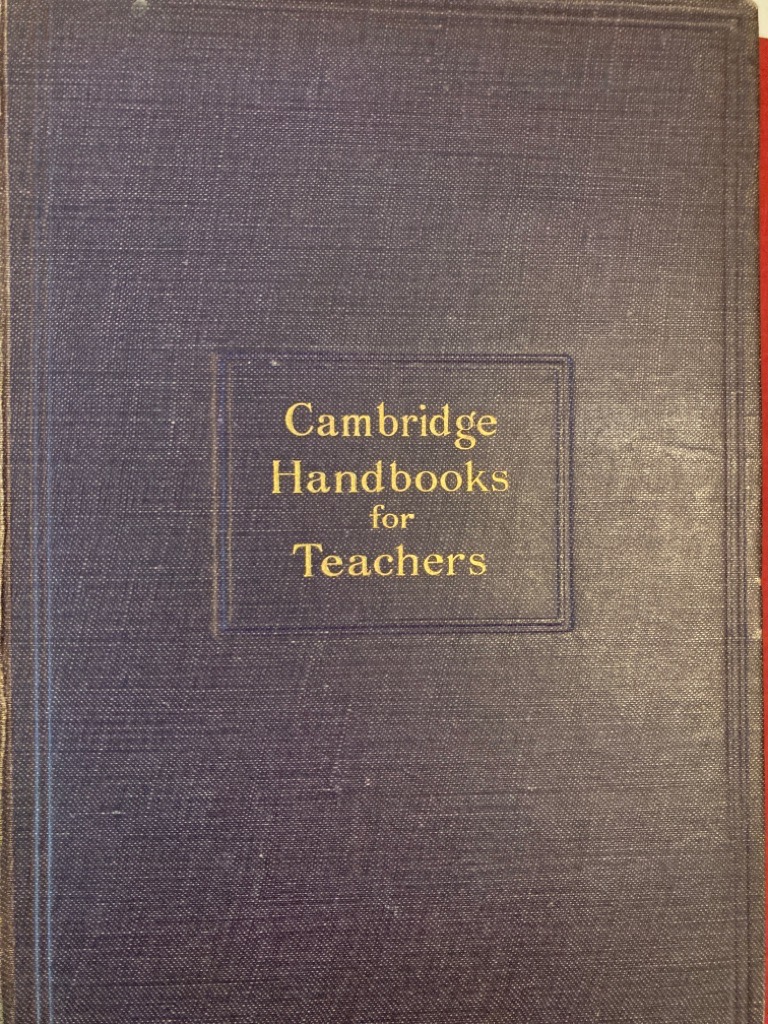 Cambridge
Handbooks
for
Teachers